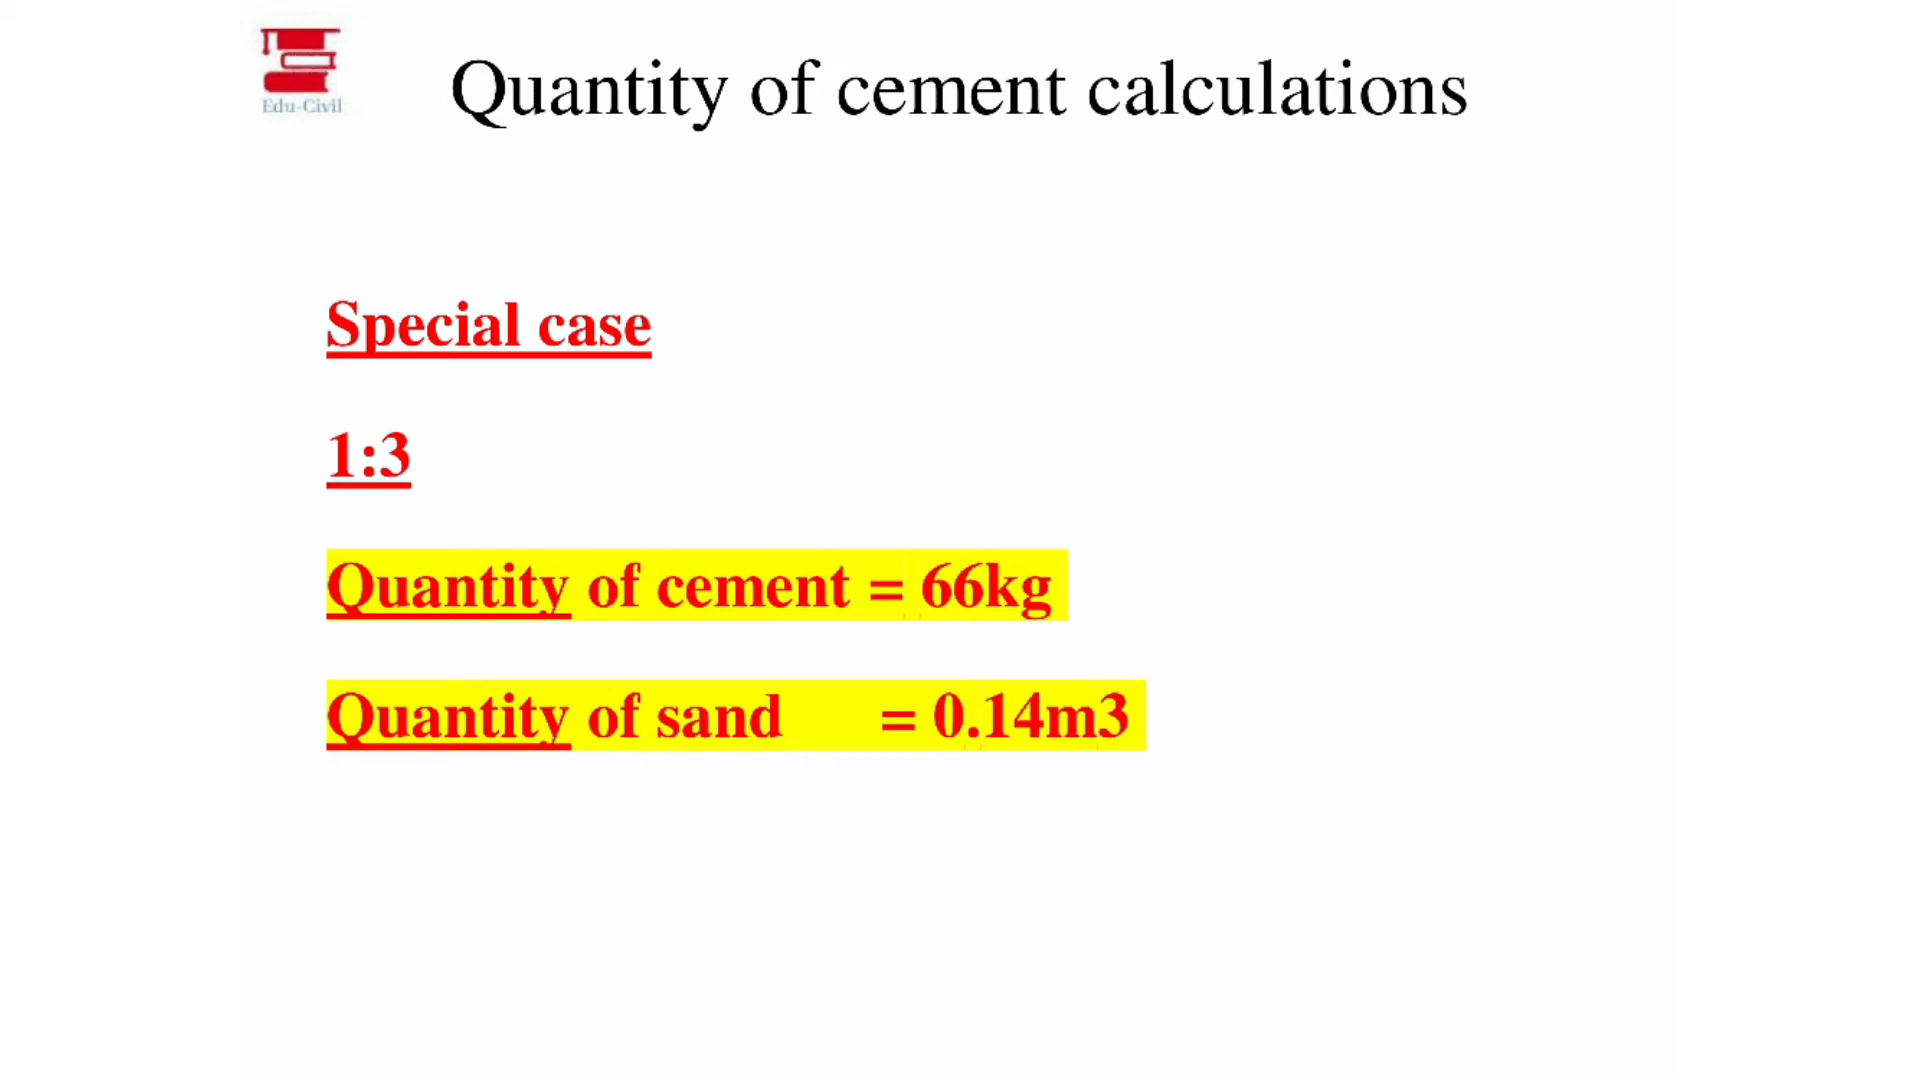 Edu-Civil
Quantity of cement calculations
Special case
1:3
Quantity of cement = 66kg
Quantity of sand = 0.14m3